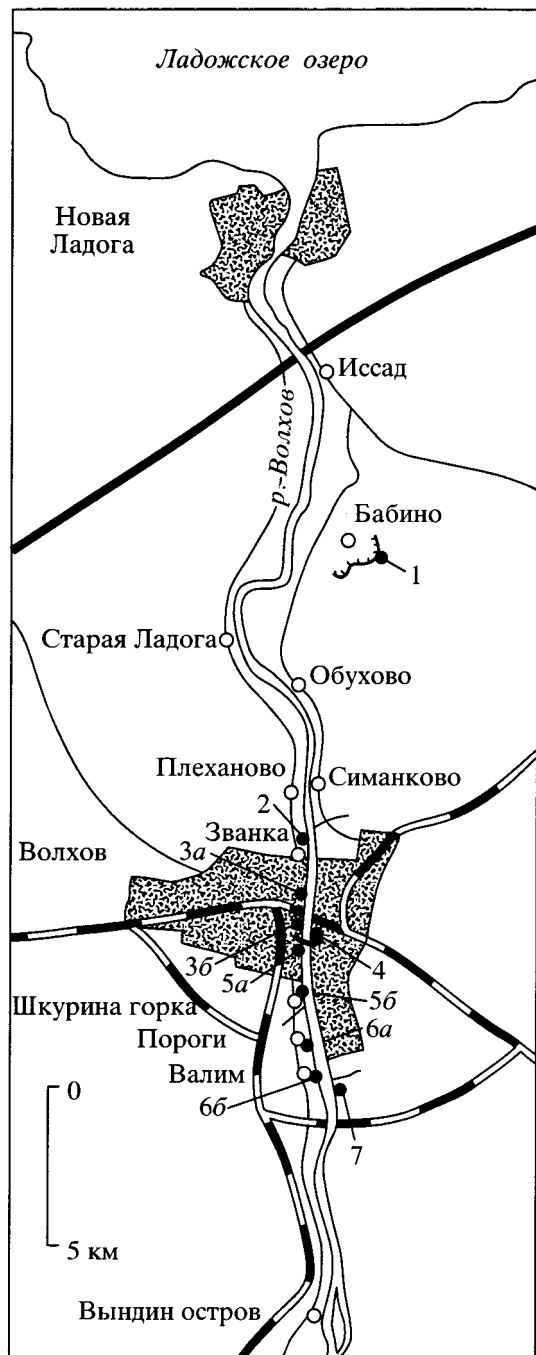 Ладожское озеро
Новая
Ладога
Иссад
р. Волхов
Бабино
1
Старая Ладога
Обухово
Плеханово
Симанково
2
Званка
3а
Волхов
3б
4
5а
5б
Шкурина горка
6а
Пороги
Валим
0
6б
7
5 км
Вындин остров